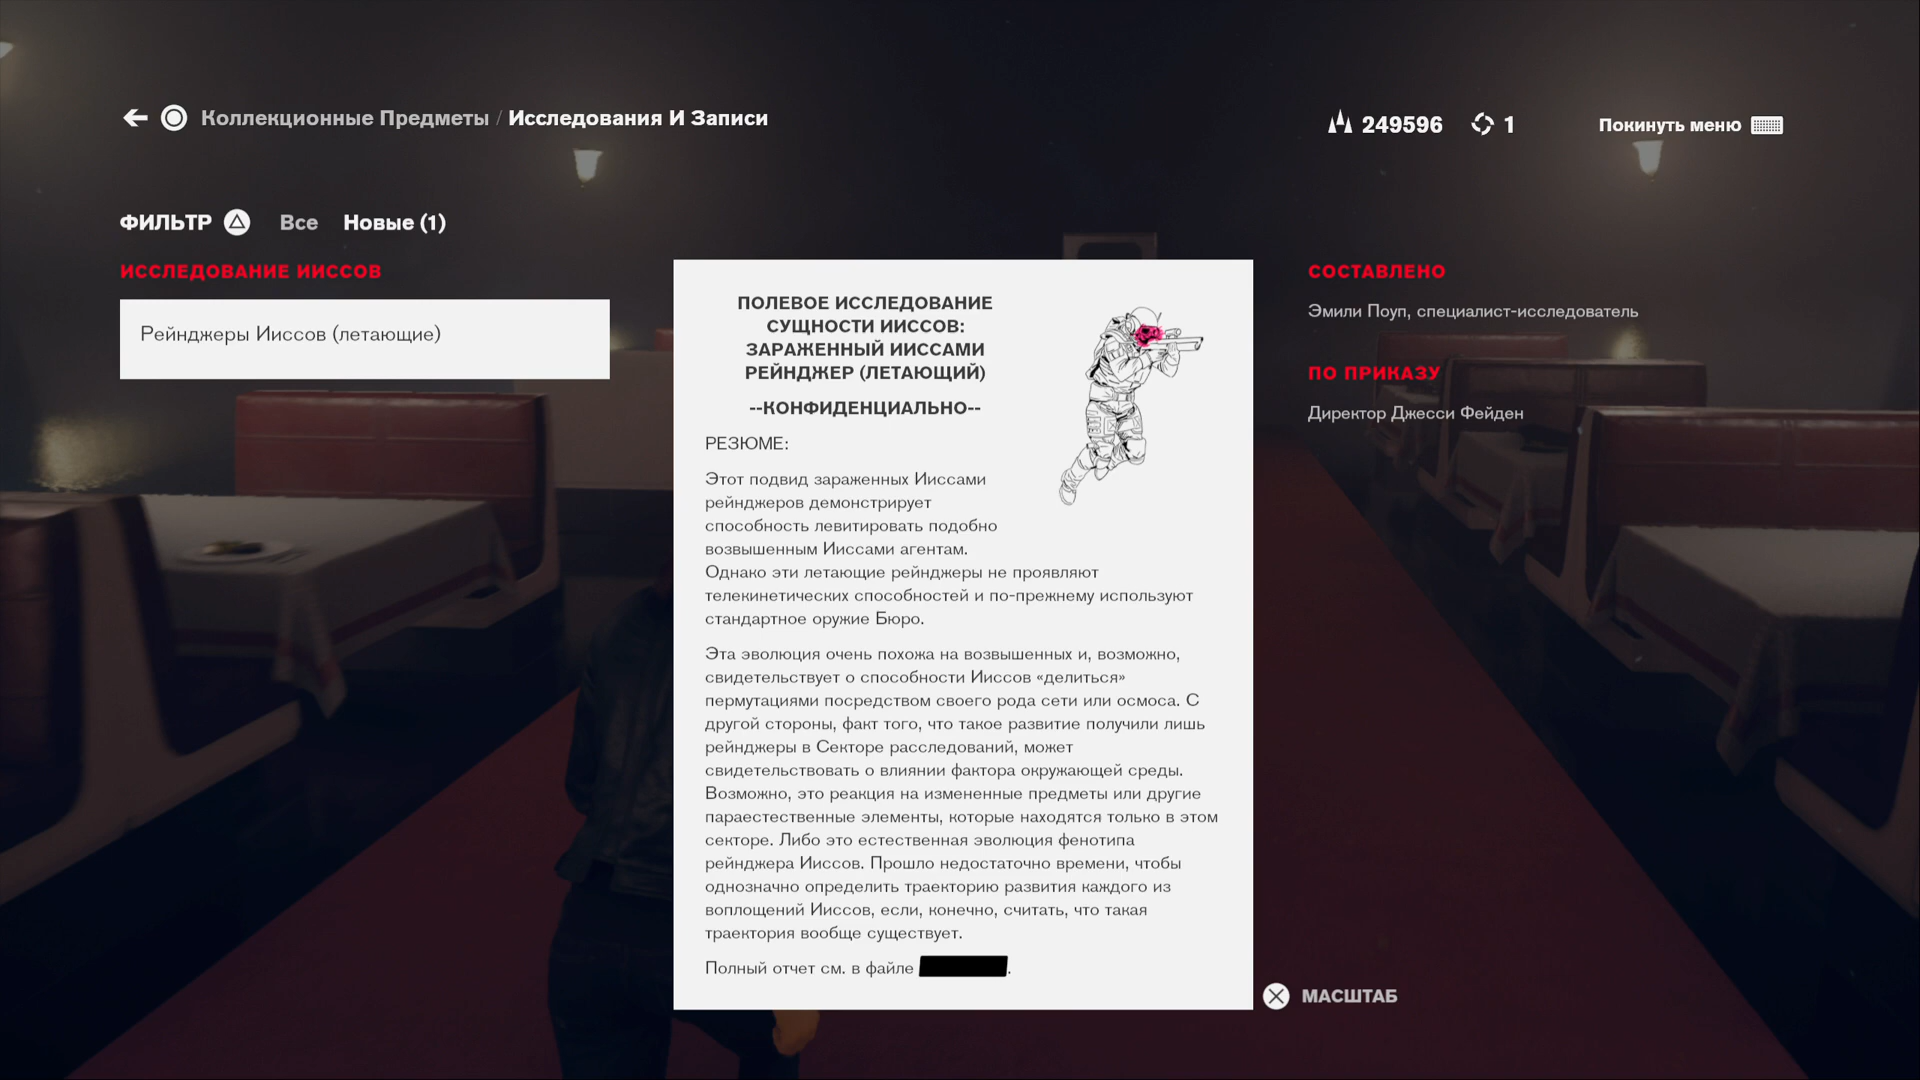 Коллекционные Предметы / Исследования И Записи
249596
1
Покинуть меню
ФИЛЬТР
Все
Новые (1)
ИССЛЕДОВАНИЕ ИИССОВ
Рейнджеры Ииссов (летающие)
ПОЛЕВОЕ ИССЛЕДОВАНИЕ
СУЩНОСТИ ИИССОВ:
ЗАРАЖЕННЫЙ ИИССАМИ
РЕЙНДЖЕР (ЛЕТАЮЩИЙ)
--КОНФИДЕНЦИАЛЬНО--
РЕЗЮМЕ:
Этот подвид зараженных Ииссами
рейнджеров демонстрирует
способность левитировать подобно
возвышенным Ииссами агентам.
Однако эти летающие рейнджеры не проявляют
телекинетических способностей и по-прежнему используют
стандартное оружие Бюро.
Эта эволюция очень похожа на возвышенных и, возможно,
свидетельствует о способности Ииссов «делиться»
пермутациями посредством своего рода сети или осмоса. С
другой стороны, факт того, что такое развитие получили лишь
рейнджеры в Секторе расследований, может
свидетельствовать о влиянии фактора окружающей среды.
Возможно, это реакция на измененные предметы или другие
параестественные элементы, которые находятся только в этом
секторе. Либо это естественная эволюция фенотипа
рейнджера Ииссов. Прошло недостаточно времени, чтобы
однозначно определить траекторию развития каждого из
воплощений Ииссов, если, конечно, считать, что такая
траектория вообще существует.
Полный отчет см. в файле .
СОСТАВЛЕНО
Эмили Поуп, специалист-исследователь
ПО ПРИКАЗУ
Директор Джесси Фейден
МАСШТАБ